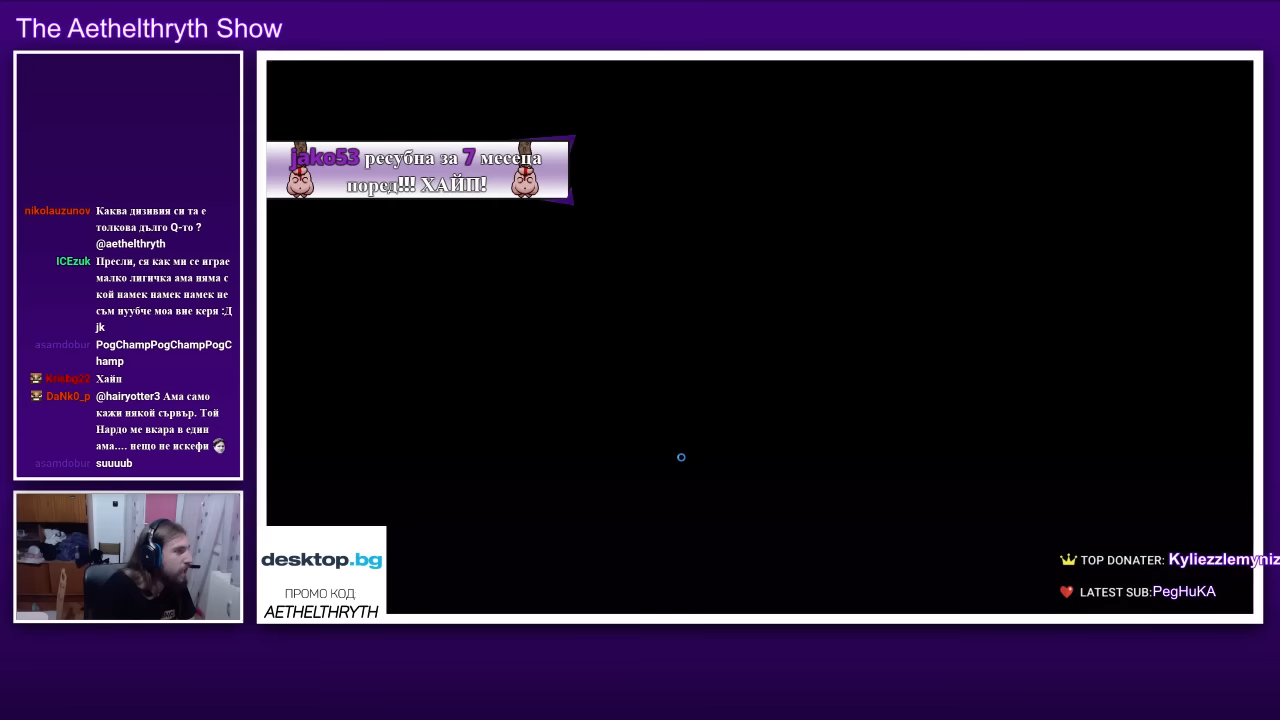 The Aethelthryth Show
jako53 ресубна за 7 месеца
поред!!! ХАЙП!
nikolauzunov Каква дизивия си та е
толкова дълго Q-то ?
@aethelthryth
ICEzuk Пресли, ся как ми се играе
малко лигичка ама няма с
кой намек намек намек не
съм нуубче моа вие керя :Д
jk
asamdobur PogChampPogChampPogC
hamp
Krisbg22 Хайп
DaNk0_p @hairyotter3 Ама само
кажи някой сървър. Той
Нардо ме вкара в един
ама.... нещо не искефи
asamdobur suuuub
desktop.bg
ПРОМО КОД:
AETHELTHRYTH
TOP DONATER: Kyliezzlemyniz
LATEST SUB:PegHuKA